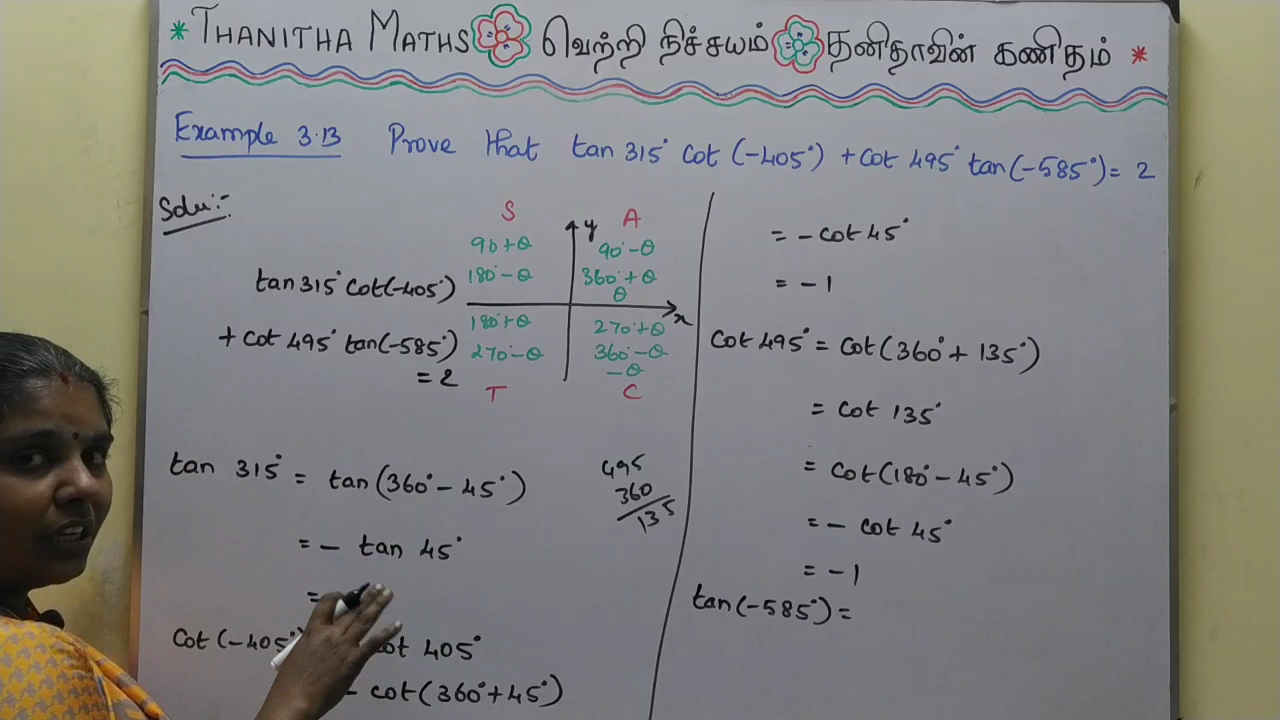 * THANITHA MATHS வெற்றி நிச்சயம் தனிதாவின் கணிதம் *
Example 3.13 Prove that tan 315° cot (-405°) + cot 495° tan(-585°) = 2
Solu:-
S
A
y
90°+θ
90°-θ
180°-θ
360°+θ
θ
x
180°+θ
270°+θ
270°-θ
360°-θ
-θ
T
C
tan 315° cot(-405°)
+ cot 495° tan(-585°)
= 2
tan 315° = tan(360° - 45°)
= - tan 45°
=
cot (-405°) cot 405°
- cot(360°+45°)
495
360
135
= - cot 45°
= - 1
cot 495° = cot(360° + 135°)
= cot 135°
= cot(180° - 45°)
= - cot 45°
= - 1
tan(-585°) =